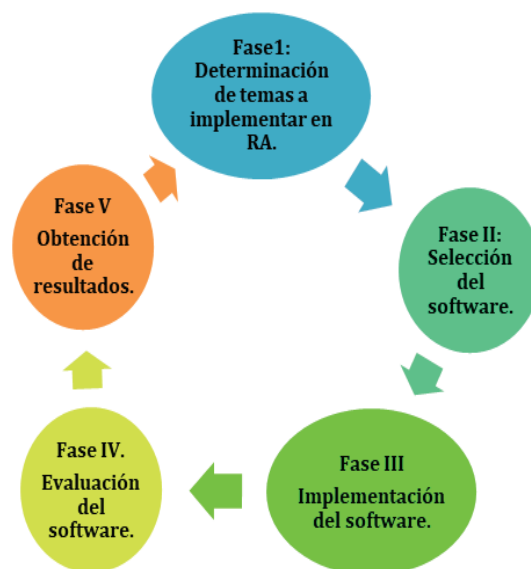 Fase1:
Determinación
de temas a
implementar en
RA.
Fase II:
Selección
del
software.
Fase III
Implementación
del software.
Fase IV.
Evaluación
del
software.
Fase V
Obtención
de
resultados.